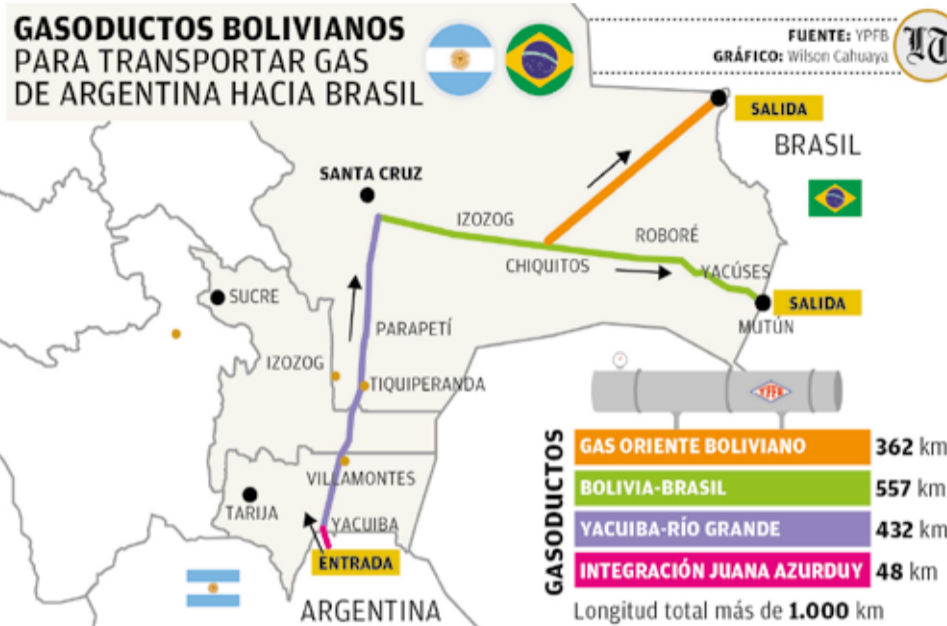 GASODUCTOS BOLIVIANOS
PARA TRANSPORTAR GAS
DE ARGENTINA HACIA BRASIL
FUENTE: YPFB
GRÁFICO: Wilson Cahuaya
LT
SALIDA
BRASIL
SANTA CRUZ
IZOZOG
ROBORÉ
CHIQUITOS
YACÚSES
SUCRE
SALIDA
MUTÚN
PARAPETÍ
IZOZOG
TIQUIPERANDA
VILLAMONTES
TARIJA
YACUIBA
ENTRADA
ARGENTINA
YPFB
GASODUCTOS
GAS ORIENTE BOLIVIANO 362 km
BOLIVIA-BRASIL 557 km
YACUIBA-RÍO GRANDE 432 km
INTEGRACIÓN JUANA AZURDUY 48 km
Longitud total más de 1.000 km